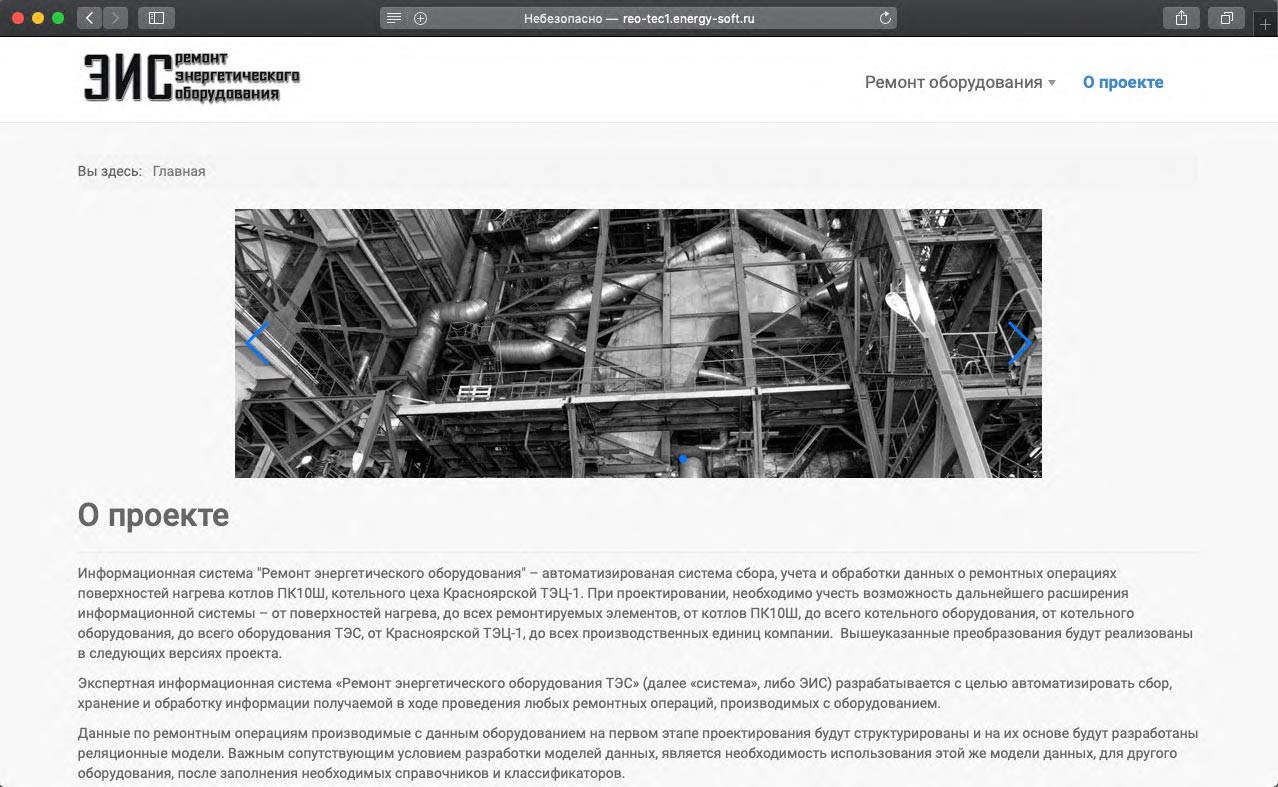 Небезопасно — reo-tec1.energy-soft.ru
ЭИС ремонт
энергетического
оборудования
Ремонт оборудования
О проекте
Вы здесь: Главная
О проекте
Информационная система "Ремонт энергетического оборудования" – автоматизированая система сбора, учета и обработки данных о ремонтных операциях
поверхностей нагрева котлов ПК10Ш, котельного цеха Красноярской ТЭЦ-1. При проектировании, необходимо учесть возможность дальнейшего расширения
информационной системы – от поверхностей нагрева, до всех ремонтируемых элементов, от котлов ПК10Ш, до всего котельного оборудования, от котельного
оборудования, до всего оборудования ТЭС, от Красноярской ТЭЦ-1, до всех производственных единиц компании. Вышеуказанные преобразования будут реализованы
в следующих версиях проекта.
Экспертная информационная система «Ремонт энергетического оборудования ТЭС» (далее «система», либо ЭИС) разрабатывается с целью автоматизировать сбор,
хранение и обработку информации получаемой в ходе проведения любых ремонтных операций, производимых с оборудованием.
Данные по ремонтным операциям производимые с данным оборудованием на первом этапе проектирования будут структурированы и на их основе будут разработаны
реляционные модели. Важным сопутствующим условием разработки моделей данных, является необходимость использования этой же модели данных, для другого
оборудования, после заполнения необходимых справочников и классификаторов.